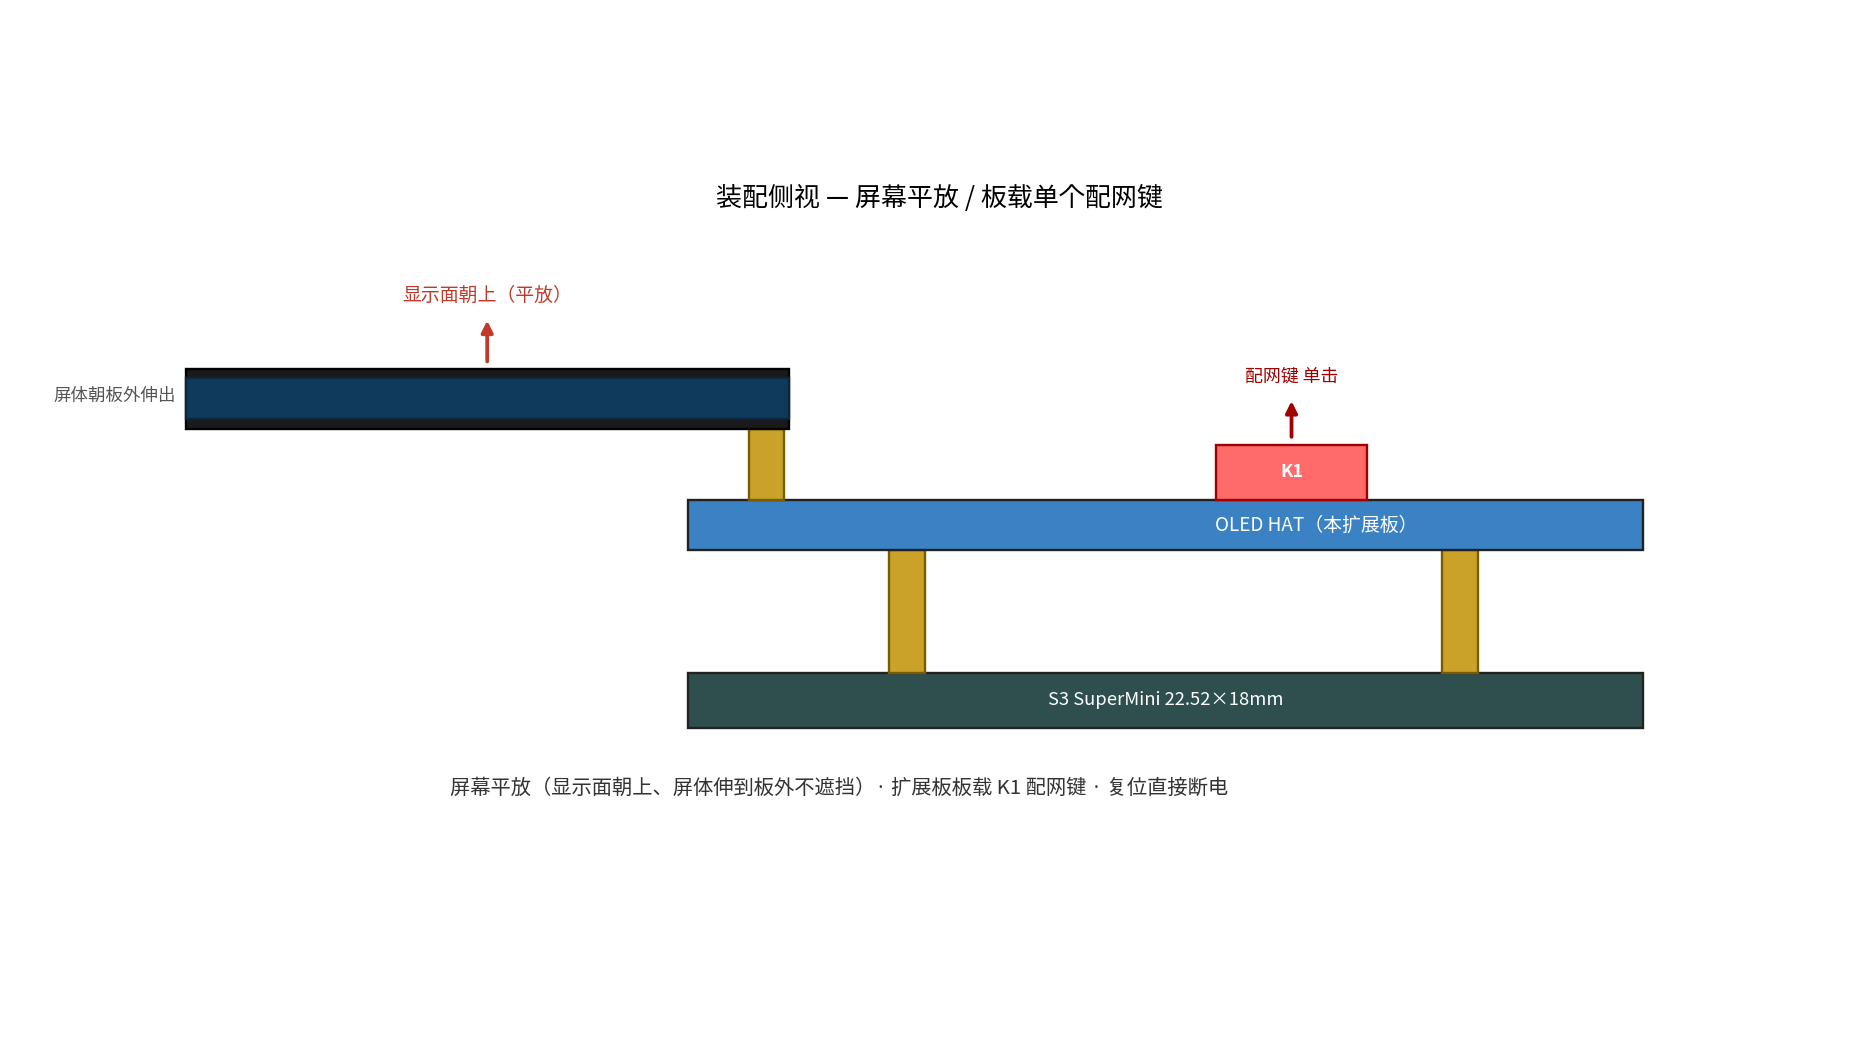 装配侧视 — 屏幕平放 / 板载单个配网键
显示面朝上（平放）
屏体朝板外伸出
配网键 单击
K1
OLED HAT（本扩展板）
S3 SuperMini 22.52×18mm
屏幕平放（显示面朝上、屏体伸到板外不遮挡）· 扩展板板载 K1 配网键 · 复位直接断电